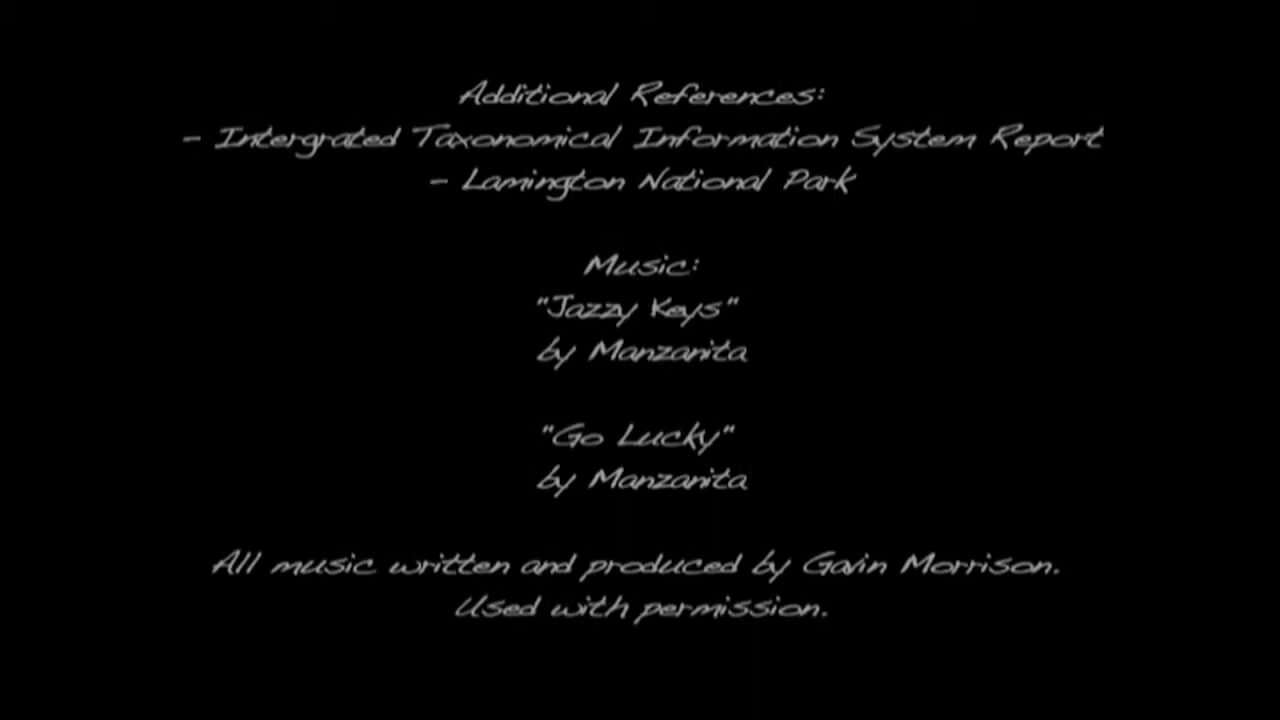 Additional References:
- Intergrated Taxonomical Information System Report
- Lamington National Park
Music:
"Jazzy Keys"
by Manzanita
"Go Lucky"
by Manzanita
All music written and produced by Gavin Morrison.
Used with permission.